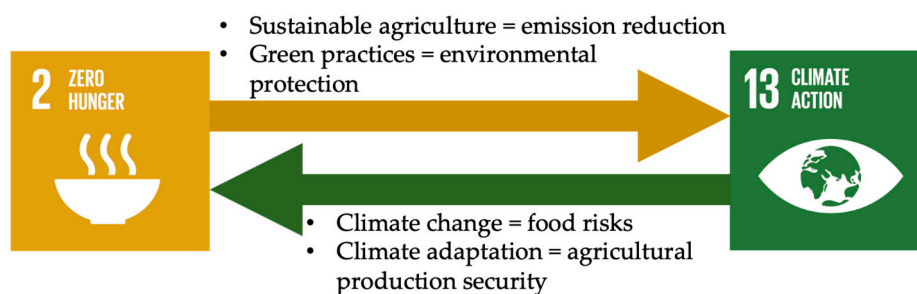 • Sustainable agriculture = emission reduction
• Green practices = environmental
protection
2 ZERO
HUNGER
13 CLIMATE
ACTION
• Climate change = food risks
• Climate adaptation = agricultural
production security